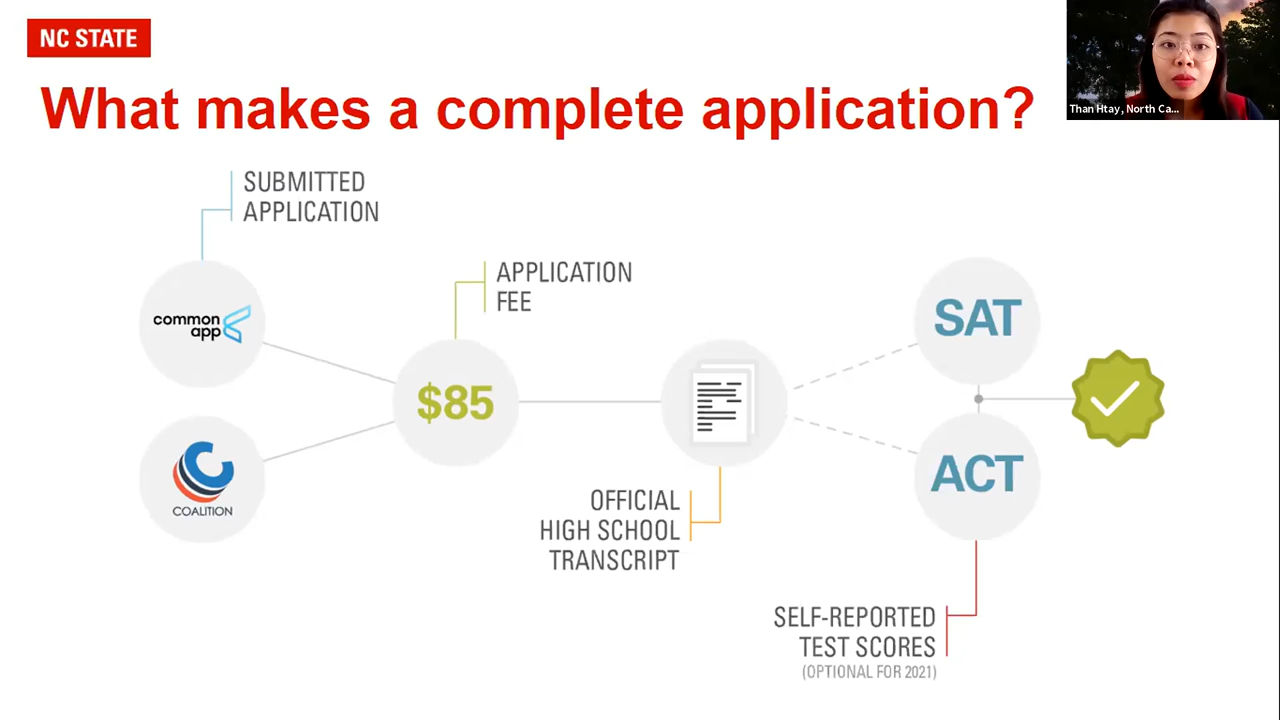 NC STATE
What makes a complete application?
Than Htay, North Ca...
SUBMITTED
APPLICATION
common
app
COALITION
APPLICATION
FEE
$85
OFFICIAL
HIGH SCHOOL
TRANSCRIPT
SAT
ACT
SELF-REPORTED
TEST SCORES
(OPTIONAL FOR 2021)